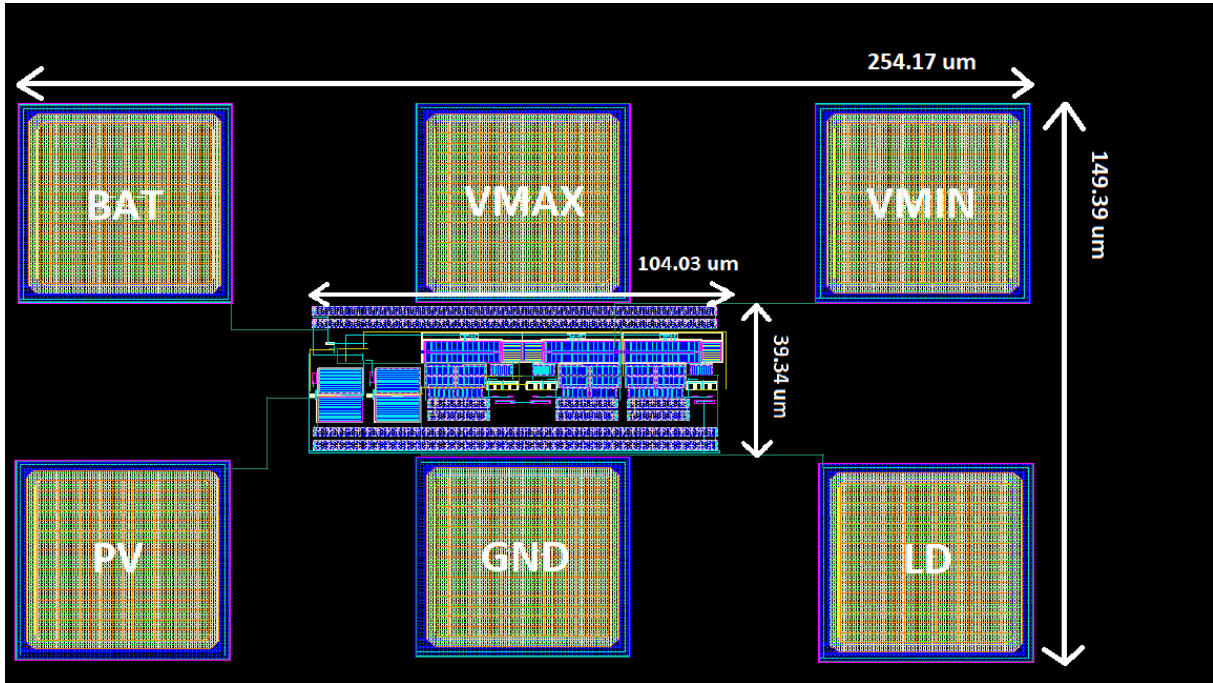 254.17 um
BAT
VMAX
VMIN
149.39 um
104.03 um
39.34 um
PV
GND
LD